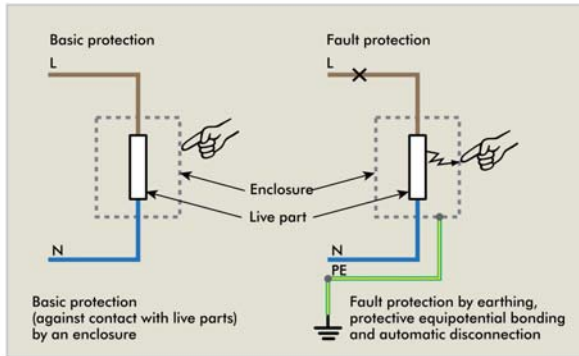 Basic protection
L
Fault protection
L
Enclosure
Live part
N
N
PE
Basic protection
(against contact with live parts)
by an enclosure
Fault protection by earthing,
protective equipotential bonding
and automatic disconnection